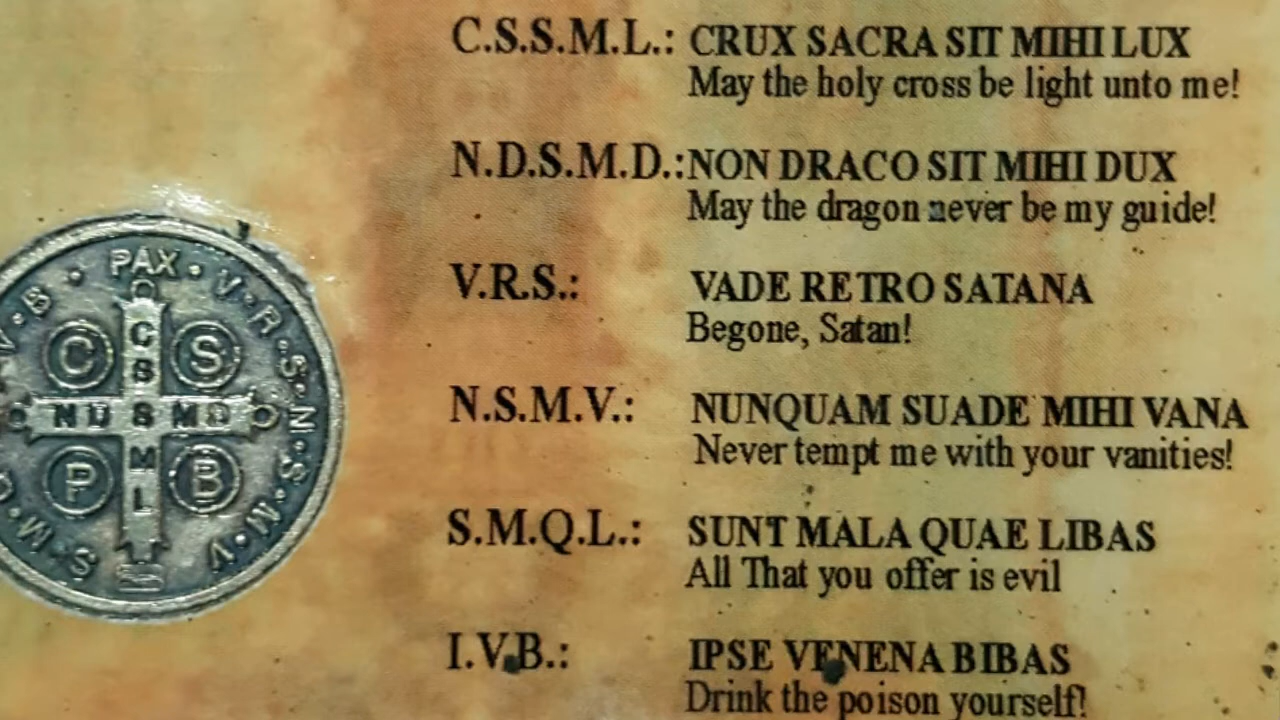 C.S.S.M.L.: CRUX SACRA SIT MIHI LUX
May the holy cross be light unto me!
N.D.S.M.D.: NON DRACO SIT MIHI DUX
May the dragon never be my guide!
V.R.S.: VADE RETRO SATANA
Begone, Satan!
N.S.M.V.: NUNQUAM SUADE MIHI VANA
Never tempt me with your vanities!
S.M.Q.L.: SUNT MALA QUAE LIBAS
All That you offer is evil
I.V.B.: IPSE VENENA BIBAS
Drink the poison yourself!
PAX
V · R · S · N · S · M · V
S · M · Q
V · B
C S
P B
C S S M L
N D S M D